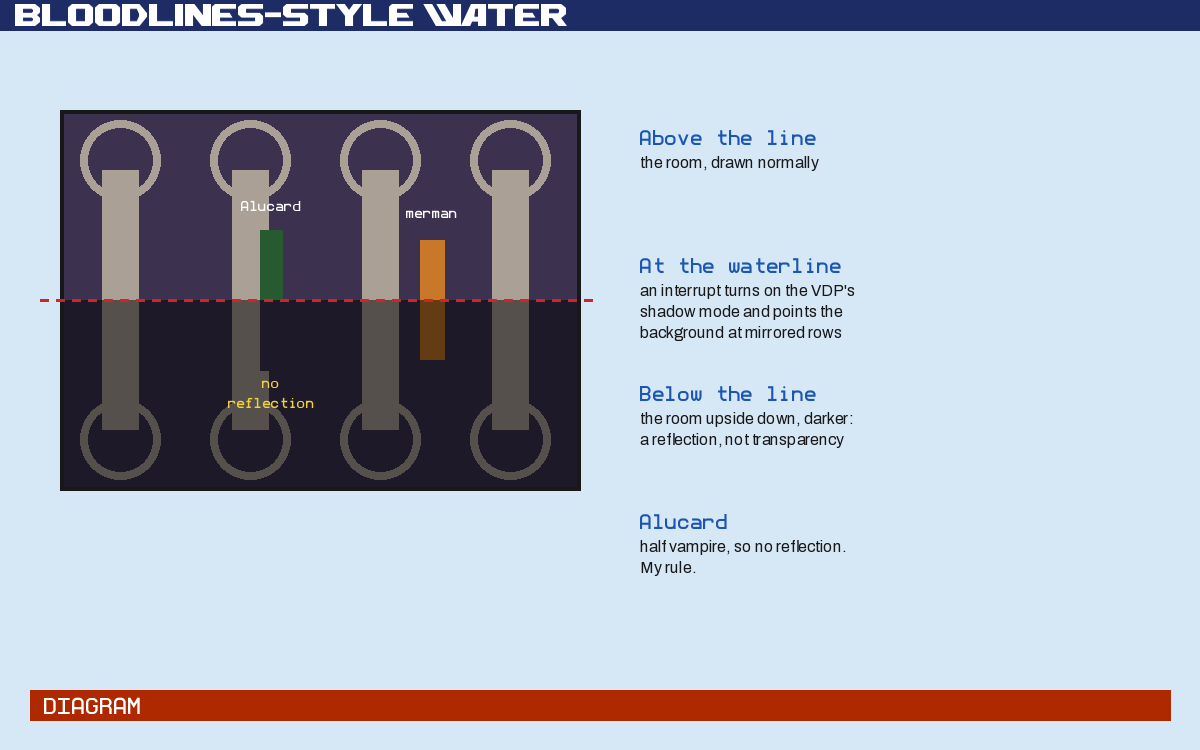 BLOODLINES-STYLE WATER
Alucard
merman
no
reflection
Above the line
the room, drawn normally
At the waterline
an interrupt turns on the VDP's
shadow mode and points the
background at mirrored rows
Below the line
the room upside down, darker:
a reflection, not transparency
Alucard
half vampire, so no reflection.
My rule.
DIAGRAM